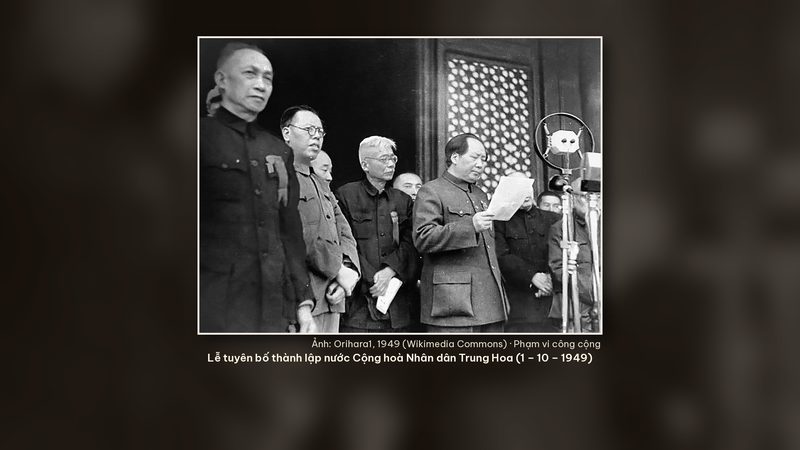 Ảnh: Orihara1, 1949 (Wikimedia Commons) · Phạm vi công cộng
Lễ tuyên bố thành lập nước Cộng hoà Nhân dân Trung Hoa (1 – 10 – 1949)